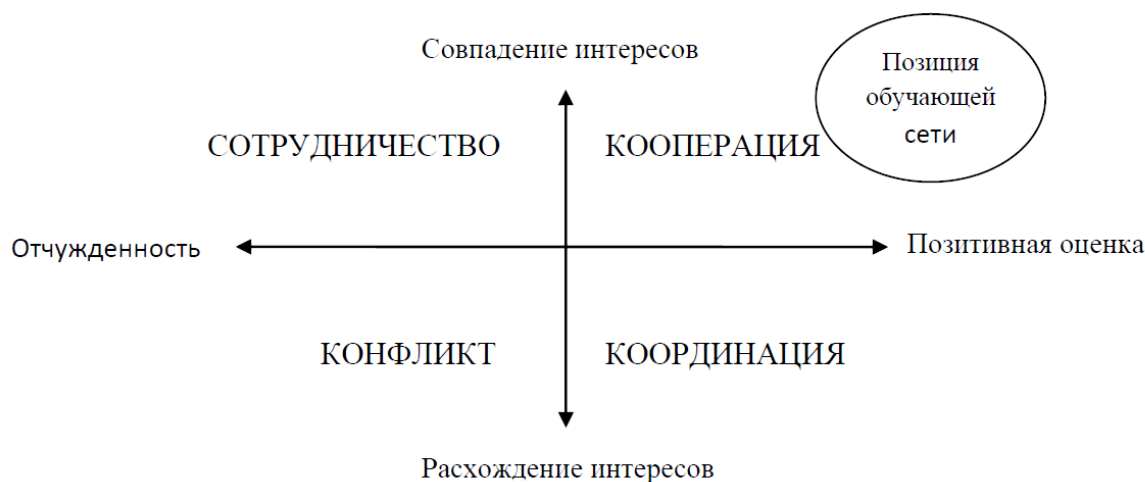 Совпадение интересов
Позиция
обучающей
сети
СОТРУДНИЧЕСТВО
КООПЕРАЦИЯ
Отчужденность
Позитивная оценка
КОНФЛИКТ
КООРДИНАЦИЯ
Расхождение интересов